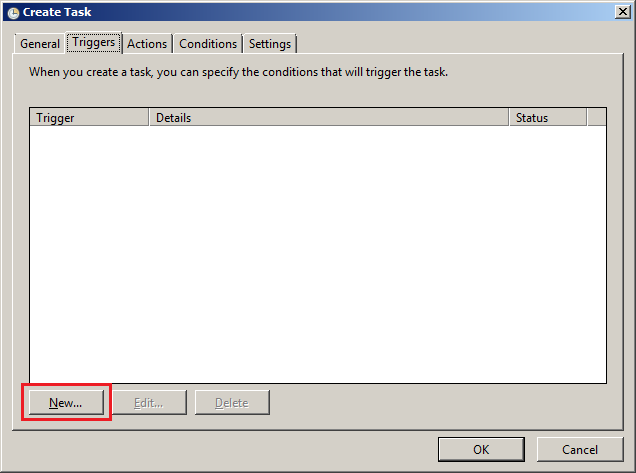 Create Task
General Triggers Actions Conditions Settings
When you create a task, you can specify the conditions that will trigger the task.
Trigger Details Status
New... Edit... Delete
OK Cancel